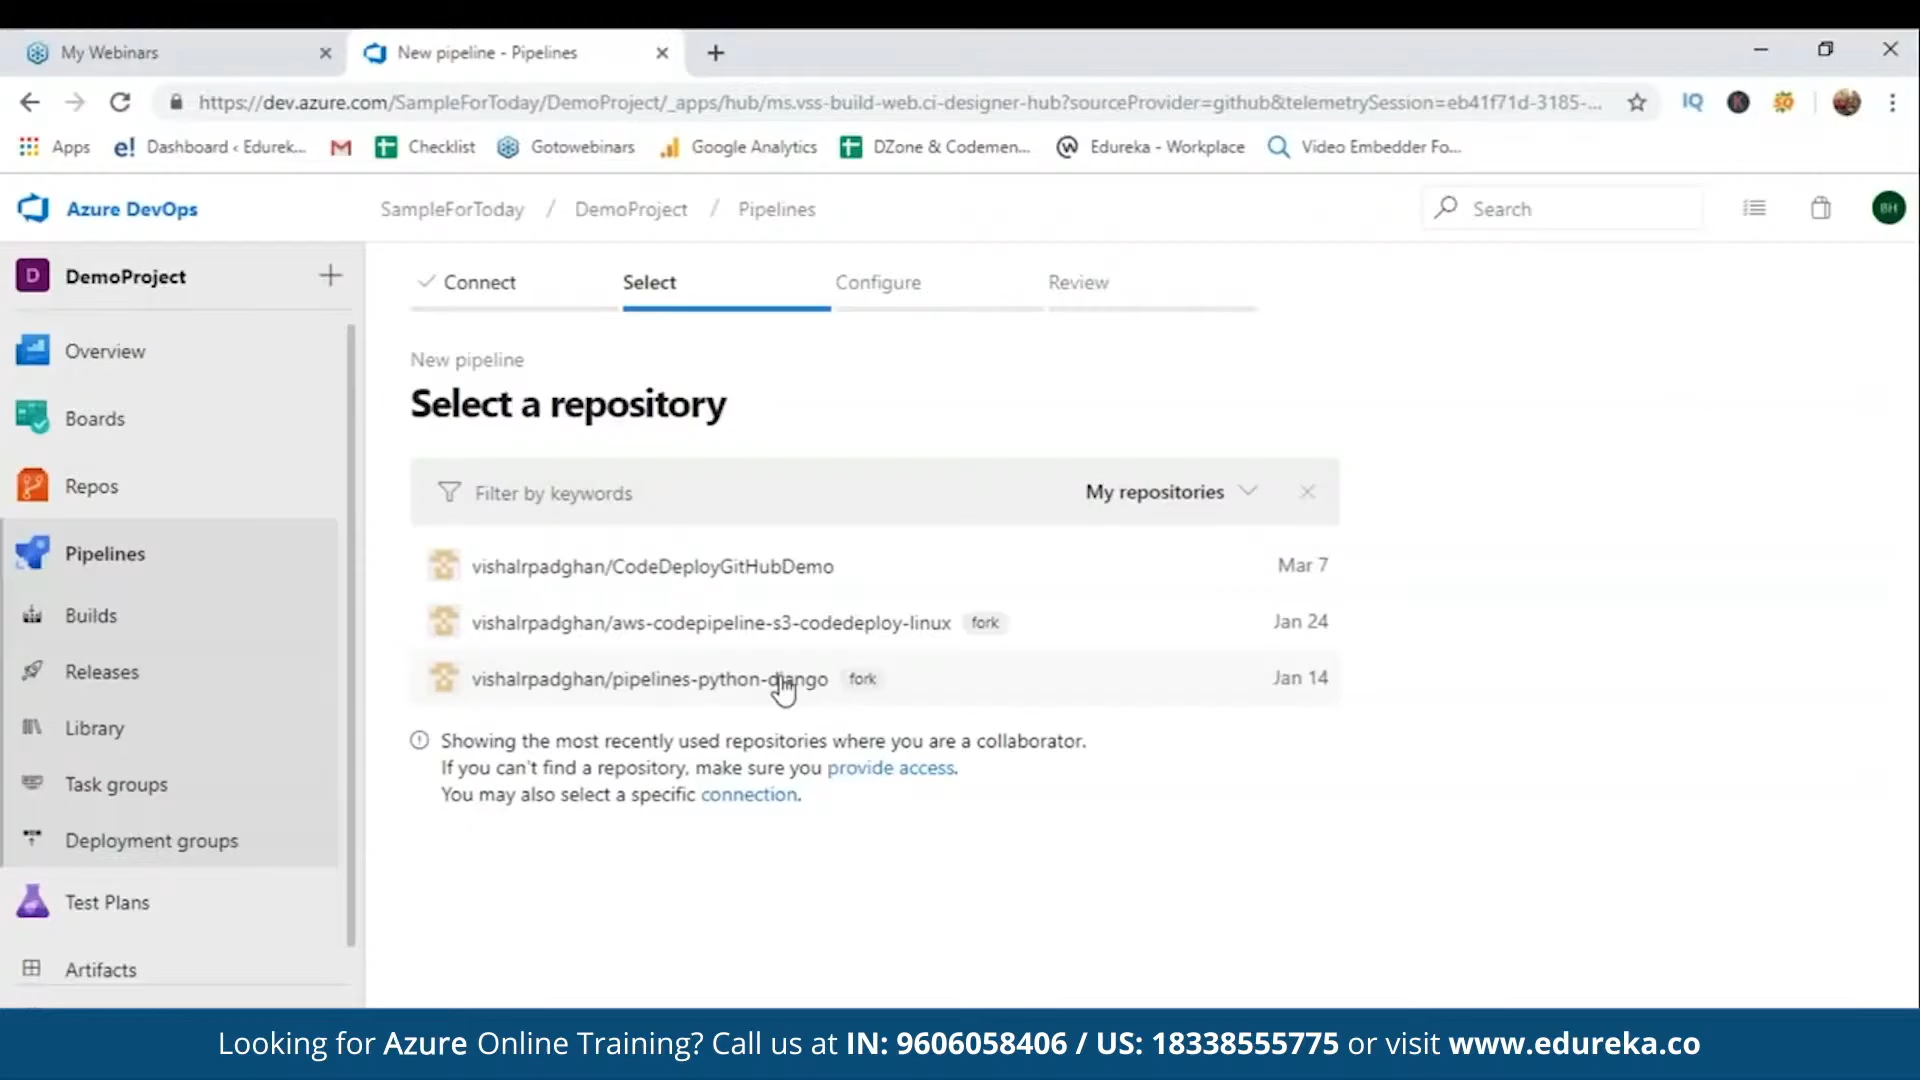 My Webinars
New pipeline - Pipelines
https://dev.azure.com/SampleForToday/DemoProject/_apps/hub/ms.vss-build-web.ci-designer-hub?sourceProvider=github&telemetrySession=eb41f71d-3185-...
IQ
K
SQ
Apps
e! Dashboard ‹ Edurek...
Checklist
Gotowebinars
Google Analytics
DZone & Codemen...
Edureka - Workplace
Video Embedder Fo...
Azure DevOps
SampleForToday / DemoProject / Pipelines
Search
BH
D DemoProject
Connect
Select
Configure
Review
Overview
New pipeline
Select a repository
Boards
Repos
Filter by keywords
My repositories
Pipelines
vishalrpadghan/CodeDeployGitHubDemo Mar 7
Builds
vishalrpadghan/aws-codepipeline-s3-codedeploy-linux fork Jan 24
Releases
vishalrpadghan/pipelines-python-django fork Jan 14
Library
Showing the most recently used repositories where you are a collaborator.
If you can't find a repository, make sure you provide access.
You may also select a specific connection.
Task groups
Deployment groups
Test Plans
Artifacts
Looking for Azure Online Training? Call us at IN: 9606058406 / US: 18338555775 or visit www.edureka.co